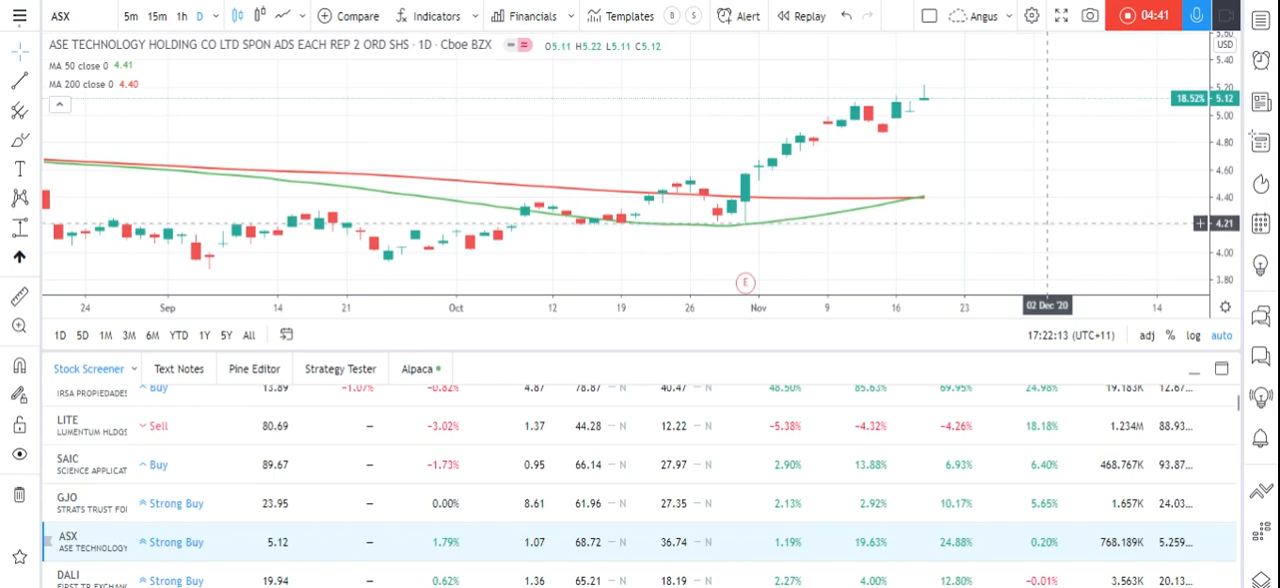 ASX 5m 15m 1h D Compare Indicators Financials Templates B S Alert Replay Angus 04:41
ASE TECHNOLOGY HOLDING CO LTD SPON ADS EACH REP 2 ORD SHS · 1D · Cboe BZX O5.11 H5.22 L5.11 C5.12
MA 50 close 0 4.41
MA 200 close 0 4.40
USD
5.40
5.20
18.52% 5.12
5.00
4.80
4.60
4.40
4.21
4.00
3.80
E
24 Sep 14 21 Oct 12 19 26 Nov 9 16 23 02 Dec '20 14
1D 5D 1M 3M 6M YTD 1Y 5Y All 17:22:13 (UTC+11) adj % log auto
Stock Screener Text Notes Pine Editor Strategy Tester Alpaca
Buy 13.89 — -1.07% -0.82% 4.87 78.87 — N 40.47 — N 48.50% 85.63% 69.95% 24.98% 19.183K 12.67...
IRSA PROPIEDADES
LITE Sell 80.69 — -3.02% 1.37 44.28 — N 12.22 — N -5.38% -4.32% -4.26% 18.18% 1.234M 88.93...
LUMENTUM HLDGS
SAIC Buy 89.67 — -1.73% 0.95 66.14 — N 27.97 — N 2.90% 13.88% 6.93% 6.40% 468.767K 93.87...
SCIENCE APPLICAT
GJO Strong Buy 23.95 — 0.00% 8.61 61.96 — N 27.35 — N 2.13% 2.92% 10.17% 5.65% 1.657K 24.03...
STRATS TRUST FOI
ASX Strong Buy 5.12 — 1.79% 1.07 68.72 — N 36.74 — N 1.19% 19.63% 24.88% 0.20% 768.189K 5.259...
ASE TECHNOLOGY
DALI Strong Buy 19.94 — 0.62% 1.36 65.21 — N 18.19 — N 2.27% 4.00% 12.80% -0.01% 3.563K 20.13...
FIRST TR EXCHAN